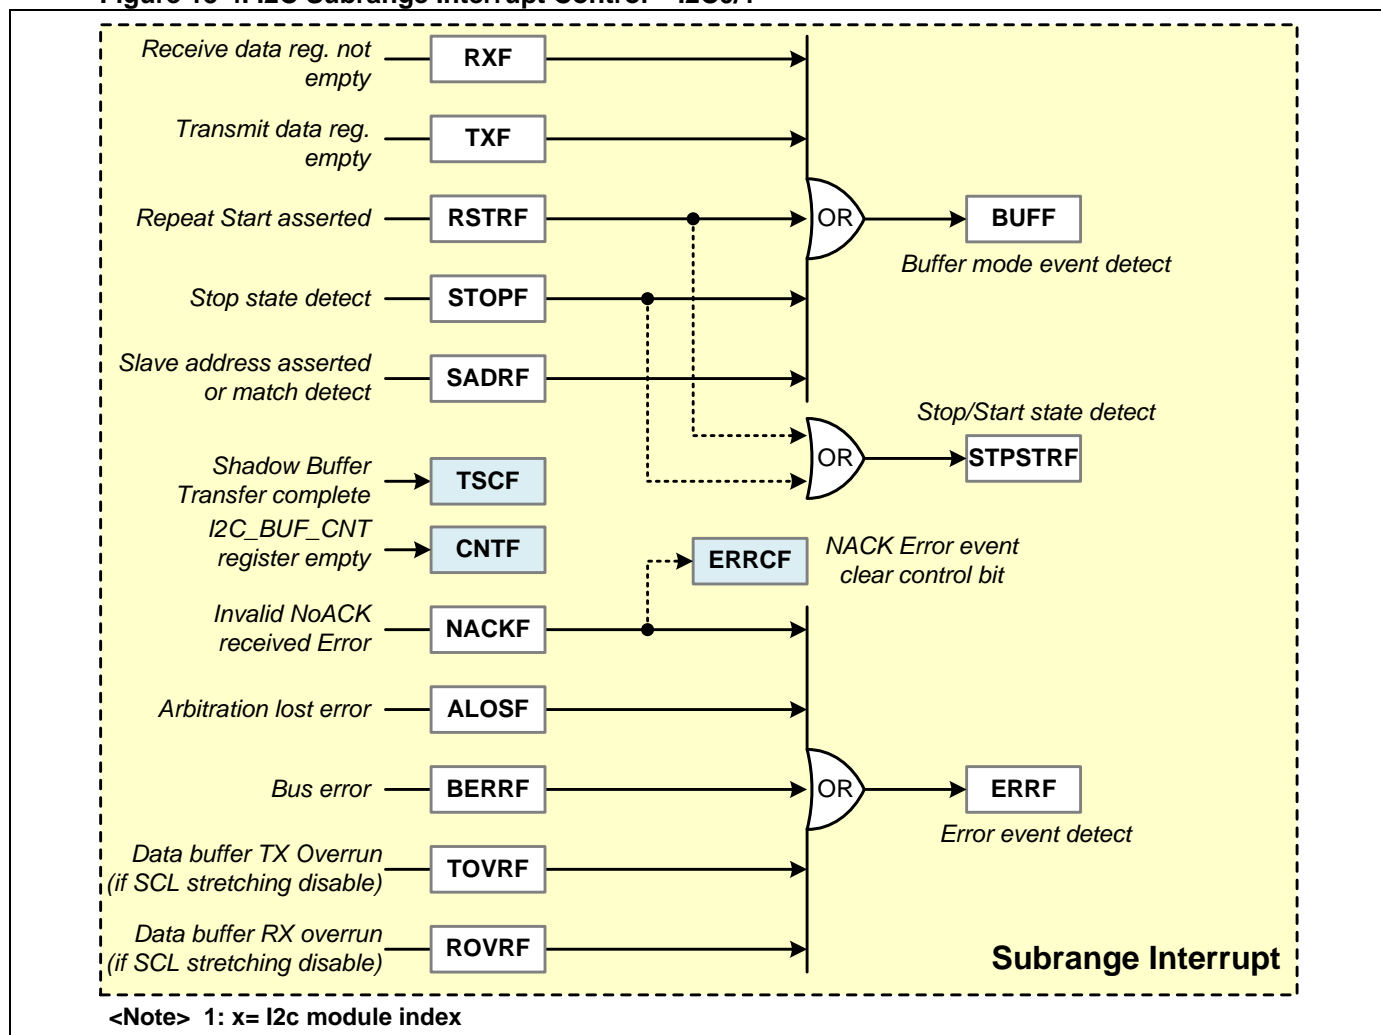 Receive data reg. not
empty
RXF
Transmit data reg.
empty
TXF
Repeat Start asserted
RSTRF
OR
BUFF
Buffer mode event detect
Stop state detect
STOPF
Slave address asserted
or match detect
SADRF
Stop/Start state detect
OR
STPSTRF
Shadow Buffer
Transfer complete
TSCF
I2C_BUF_CNT
register empty
CNTF
ERRCF
NACK Error event
clear control bit
Invalid NoACK
received Error
NACKF
Arbitration lost error
ALOSF
Bus error
BERRF
OR
ERRF
Error event detect
Data buffer TX Overrun
(if SCL stretching disable)
TOVRF
Data buffer RX overrun
(if SCL stretching disable)
ROVRF
Subrange Interrupt
<Note> 1: x= I2c module index